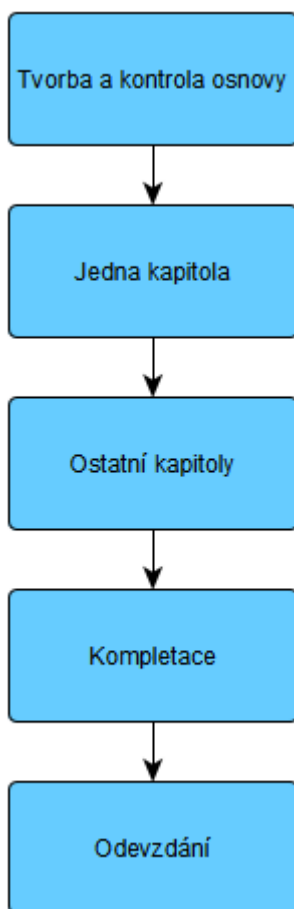 Tvorba a kontrola osnovy
Jedna kapitola
Ostatní kapitoly
Kompletace
Odevzdání